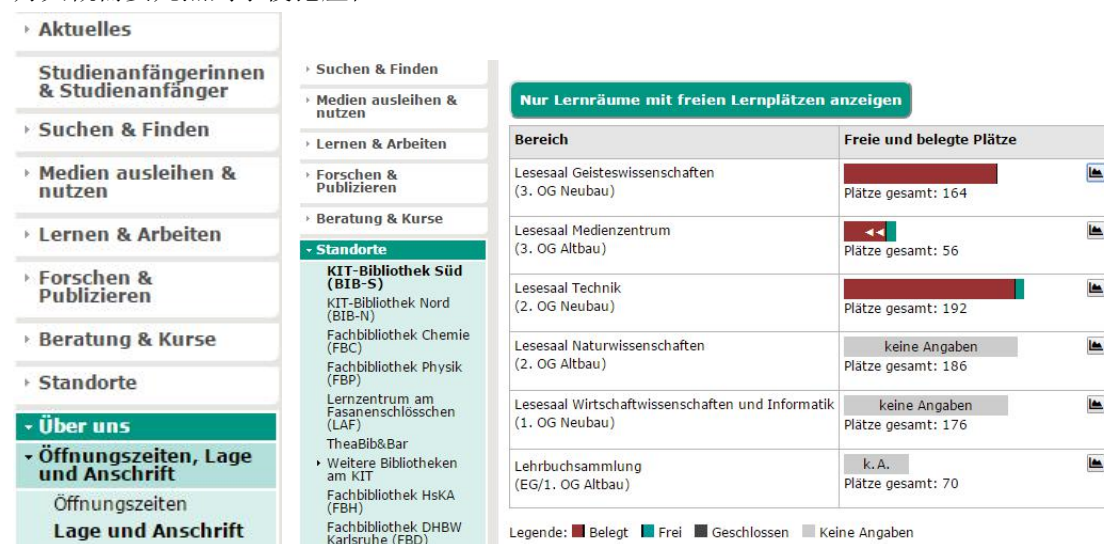 Aktuelles
Studienanfängerinnen
& Studienanfänger
Suchen & Finden
Medien ausleihen &
nutzen
Lernen & Arbeiten
Forschen &
Publizieren
Beratung & Kurse
Standorte
Über uns
Öffnungszeiten, Lage
und Anschrift
Öffnungszeiten
Lage und Anschrift
Suchen & Finden
Medien ausleihen &
nutzen
Lernen & Arbeiten
Forschen &
Publizieren
Beratung & Kurse
Standorte
KIT-Bibliothek Süd
(BIB-S)
KIT-Bibliothek Nord
(BIB-N)
Fachbibliothek Chemie
(FBC)
Fachbibliothek Physik
(FBP)
Lernzentrum am
Fasanenschlösschen
(LAF)
TheaBib&Bar
Weitere Bibliotheken
am KIT
Fachbibliothek HsKA
(FBH)
Fachbibliothek DHBW
Karlsruhe (FBD)
Nur Lernräume mit freien Lernplätzen anzeigen
Bereich Freie und belegte Plätze
Lesesaal Geisteswissenschaften
(3. OG Neubau) Plätze gesamt: 164
Lesesaal Medienzentrum
(3. OG Altbau) Plätze gesamt: 56
Lesesaal Technik
(2. OG Neubau) Plätze gesamt: 192
Lesesaal Naturwissenschaften keine Angaben
(2. OG Altbau) Plätze gesamt: 186
Lesesaal Wirtschaftwissenschaften und Informatik keine Angaben
(1. OG Neubau) Plätze gesamt: 176
Lehrbuchsammlung k.A.
(EG/1. OG Altbau) Plätze gesamt: 70
Legende: Belegt Frei Geschlossen Keine Angaben